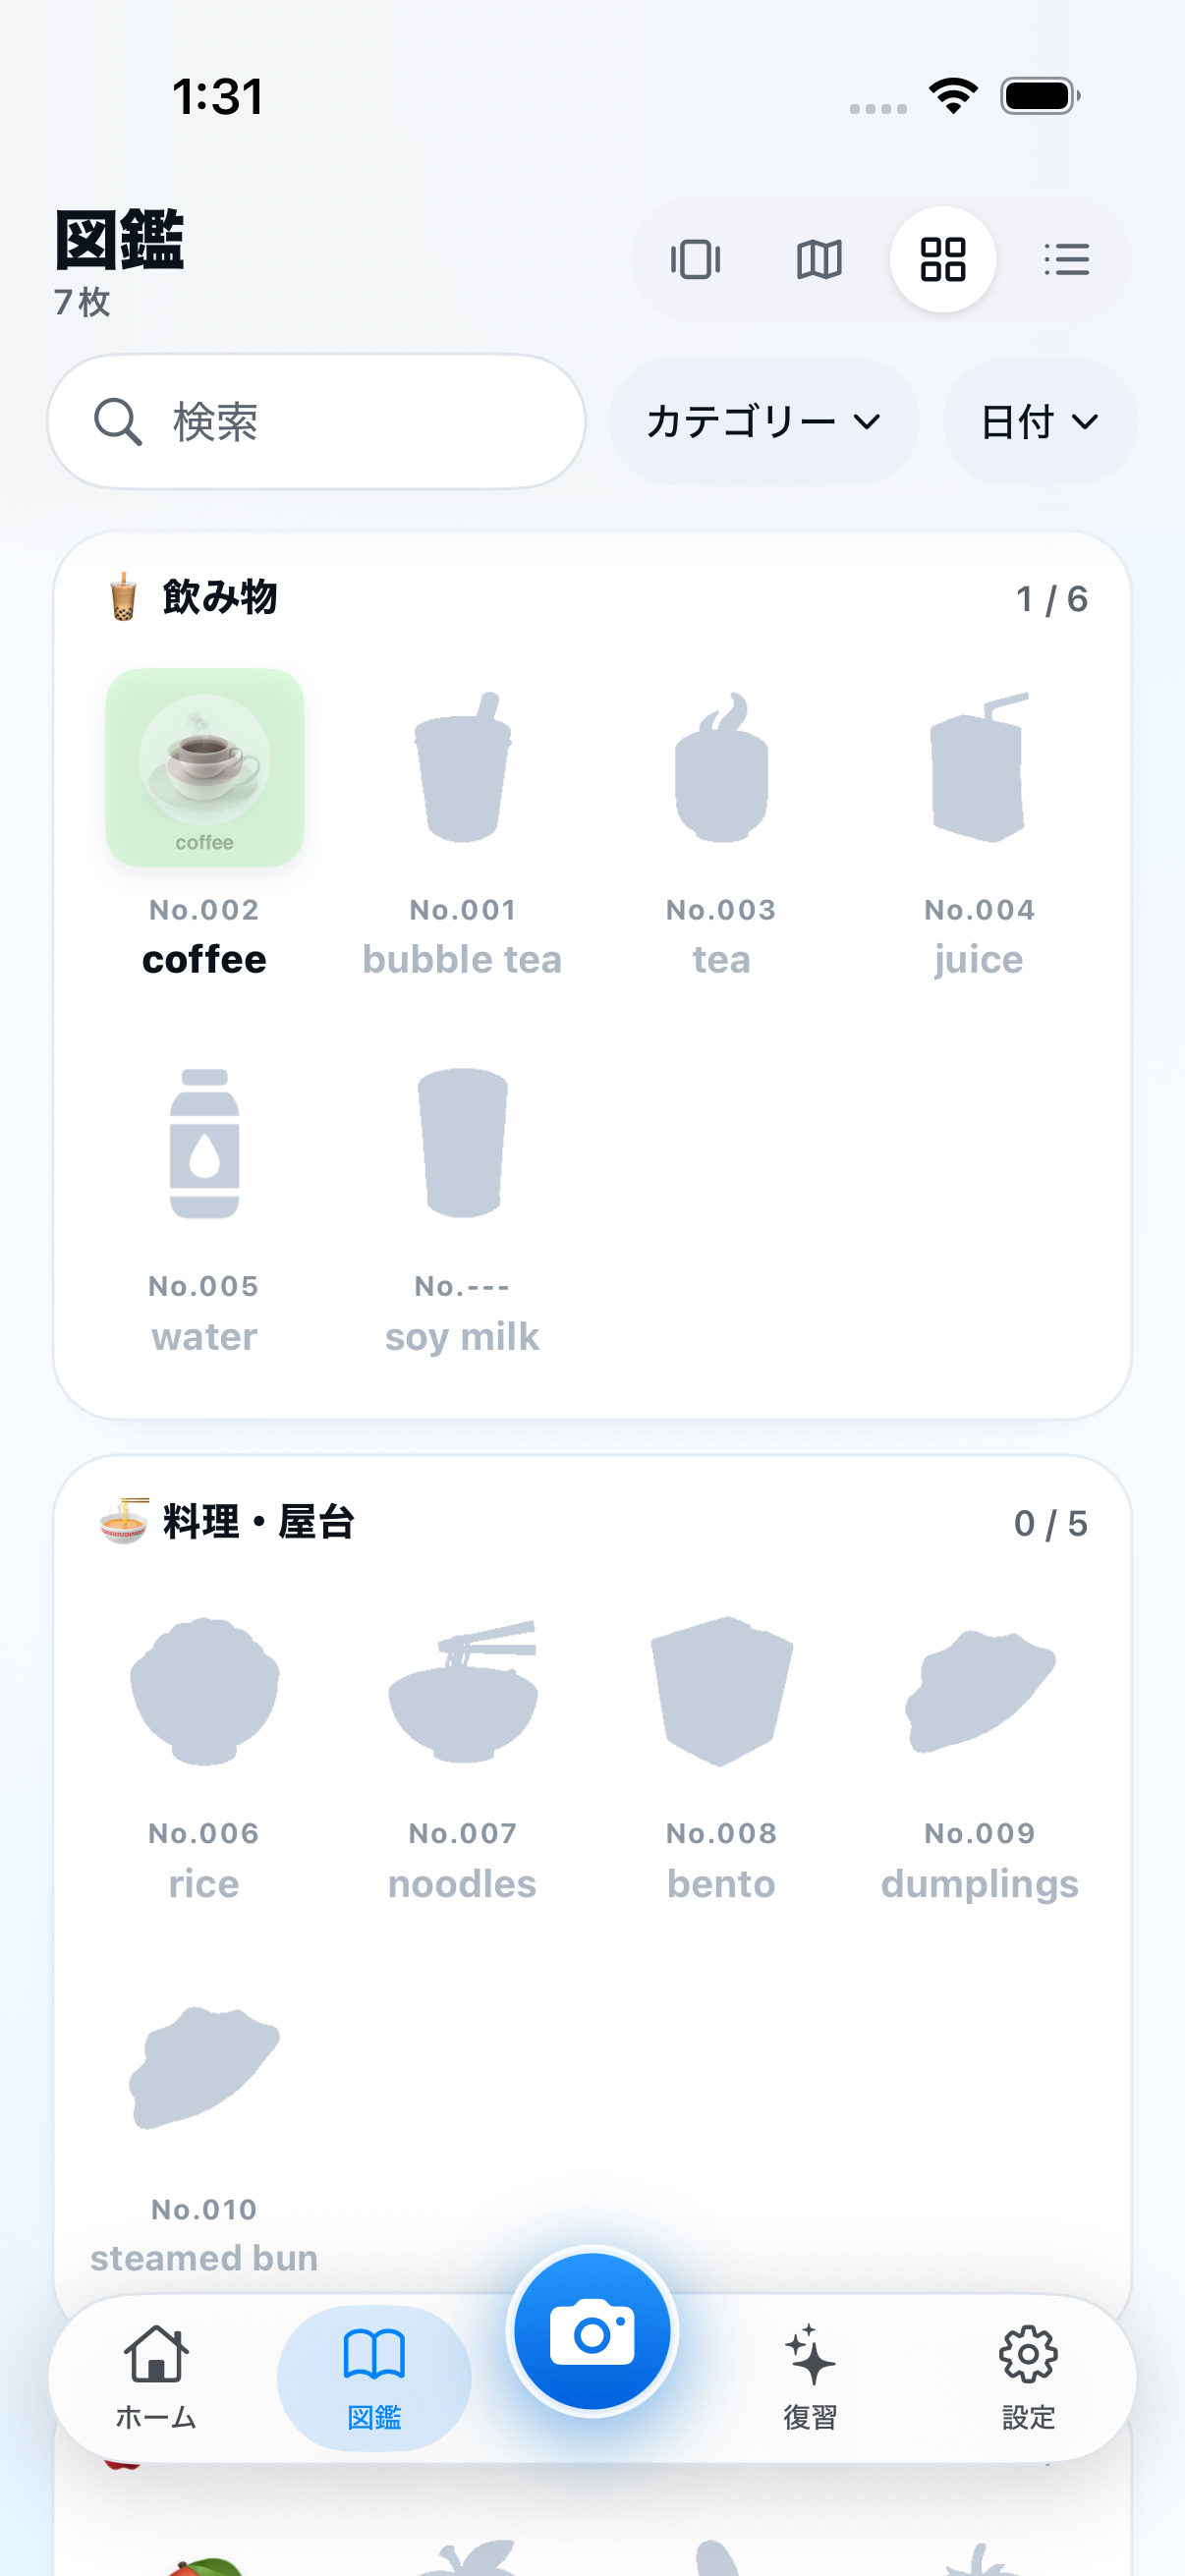 1:31
図鑑
7枚
検索
カテゴリー
日付
飲み物
1 / 6
coffee
No.002
No.001
No.003
No.004
coffee
bubble tea
tea
juice
No.005
No.---
water
soy milk
料理・屋台
0 / 5
No.006
No.007
No.008
No.009
rice
noodles
bento
dumplings
No.010
steamed bun
ホーム
図鑑
復習
設定